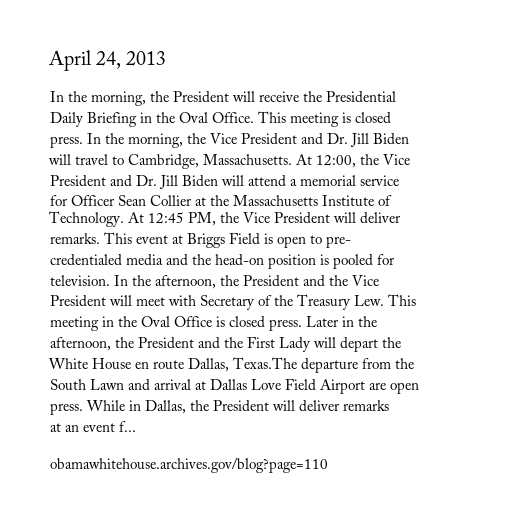 April 24, 2013
In the morning, the President will receive the Presidential
Daily Briefing in the Oval Office. This meeting is closed
press. In the morning, the Vice President and Dr. Jill Biden
will travel to Cambridge, Massachusetts. At 12:00, the Vice
President and Dr. Jill Biden will attend a memorial service
for Officer Sean Collier at the Massachusetts Institute of
Technology. At 12:45 PM, the Vice President will deliver
remarks. This event at Briggs Field is open to pre-
credentialed media and the head-on position is pooled for
television. In the afternoon, the President and the Vice
President will meet with Secretary of the Treasury Lew. This
meeting in the Oval Office is closed press. Later in the
afternoon, the President and the First Lady will depart the
White House en route Dallas, Texas.The departure from the
South Lawn and arrival at Dallas Love Field Airport are open
press. While in Dallas, the President will deliver remarks
at an event f...
obamawhitehouse.archives.gov/blog?page=110